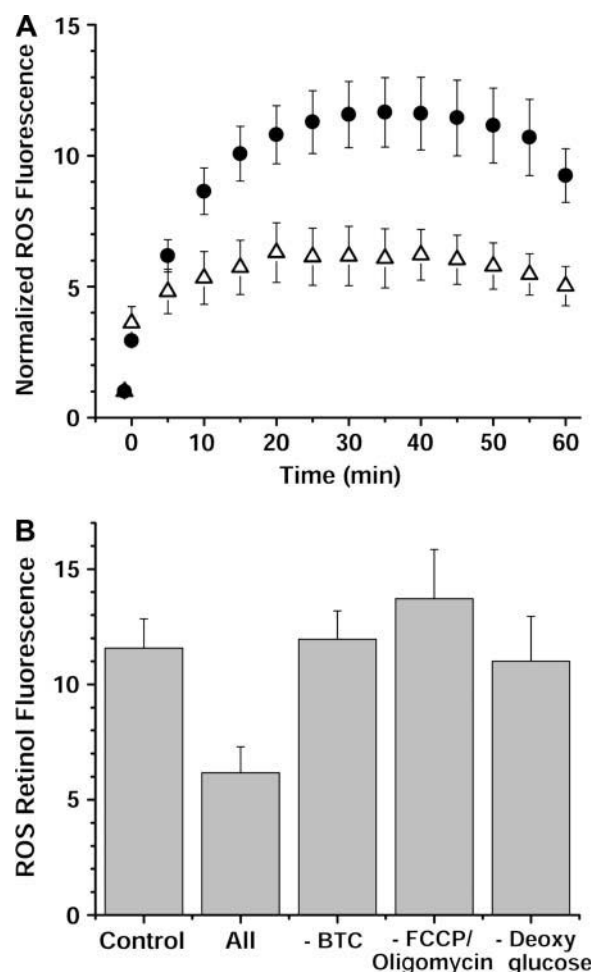 A
15
10
5
0
Normalized ROS Fluorescence
0 10 20 30 40 50 60
Time (min)
B
15
10
5
0
ROS Retinol Fluorescence
Control All - BTC - FCCP/ - Deoxy
Oligomycin glucose